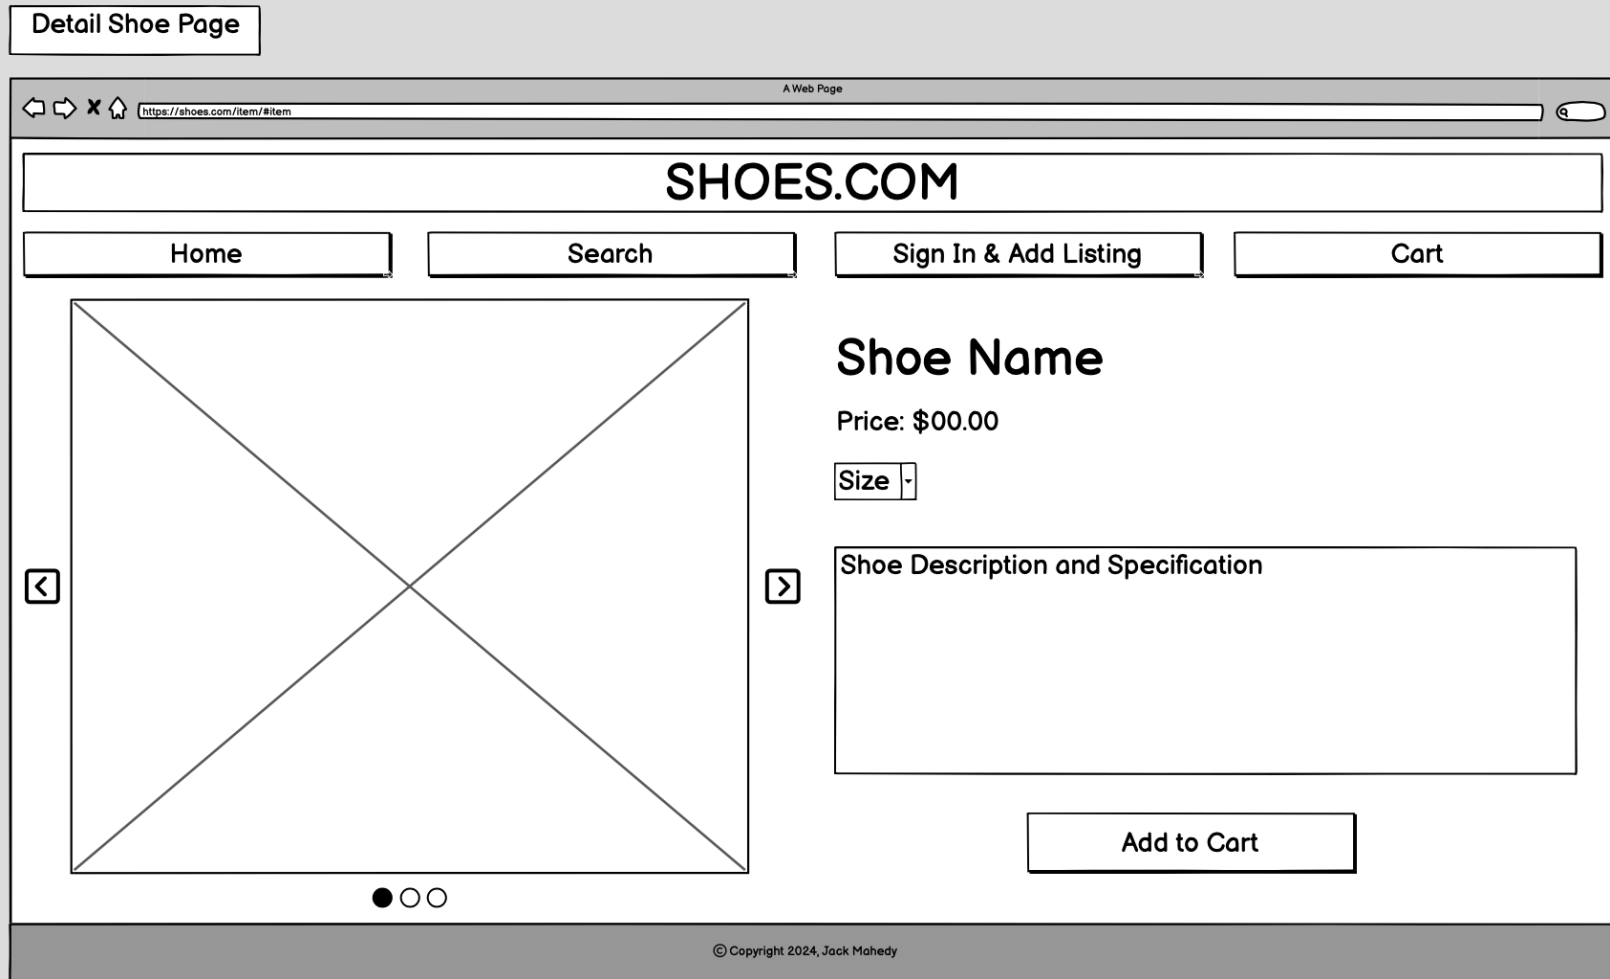 Detail Shoe Page
A Web Page
https://shoes.com/item/#item
SHOES.COM
Home Search Sign In & Add Listing Cart
Shoe Name
Price: $00.00
Size
Shoe Description and Specification
Add to Cart
© Copyright 2024, Jack Mahedy